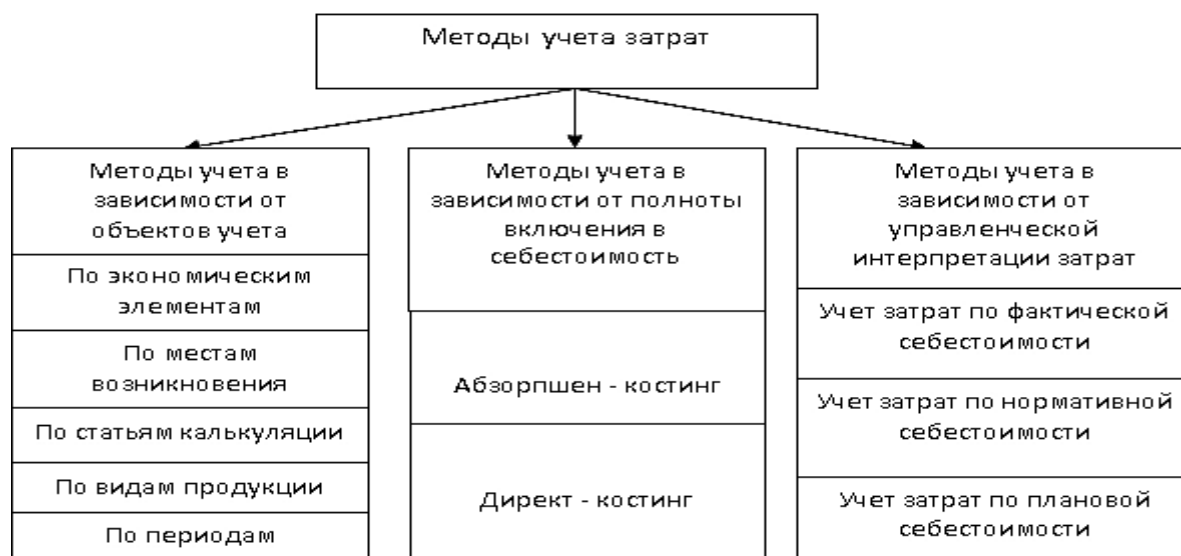 Методы учета затрат
Методы учета в
зависимости от
объектов учета
По экономическим
элементам
По местам
возникновения
По статьям калькуляции
По видам продукции
По периодам
Методы учета в
зависимости от полноты
включения в
себестоимость
Абзорпшен - костинг
Директ - костинг
Методы учета в
зависимости от
управленческой
интерпретации затрат
Учет затрат по фактической
себестоимости
Учет затрат по нормативной
себестоимости
Учет затрат по плановой
себестоимости